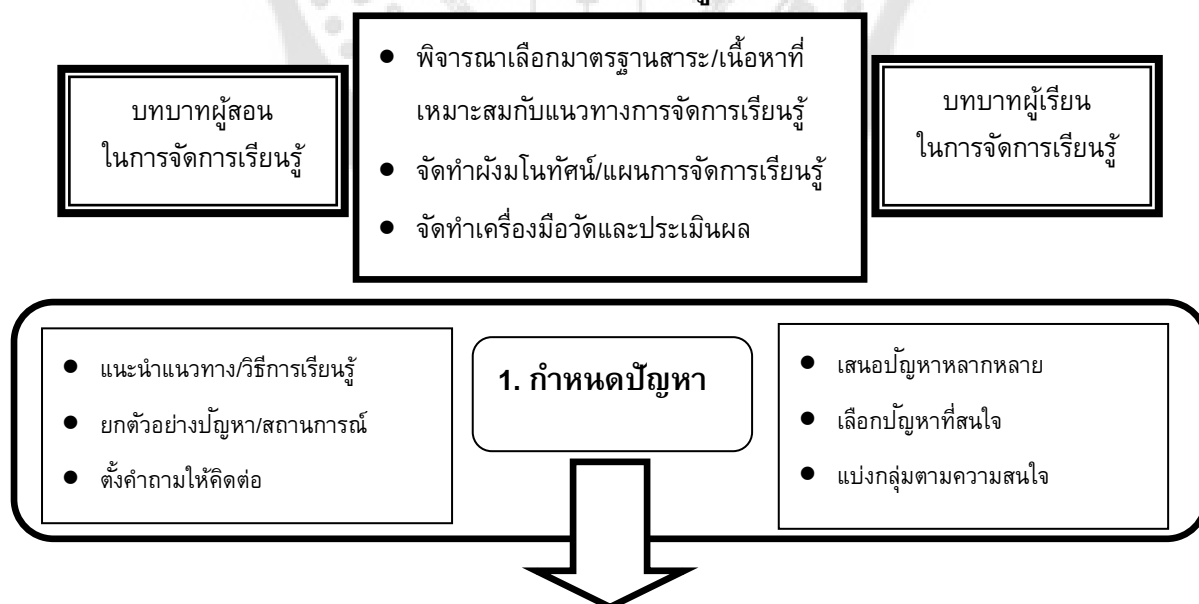 บทบาทผู้สอน
ในการจัดการเรียนรู้
● พิจารณาเลือกมาตรฐานสาระ/เนื้อหาที่
เหมาะสมกับแนวทางการจัดการเรียนรู้
● จัดทำผังมโนทัศน์/แผนการจัดการเรียนรู้
● จัดทำเครื่องมือวัดและประเมินผล
บทบาทผู้เรียน
ในการจัดการเรียนรู้
● แนะนำแนวทาง/วิธีการเรียนรู้
● ยกตัวอย่างปัญหา/สถานการณ์
● ตั้งคำถามให้คิดต่อ
1. กำหนดปัญหา
● เสนอปัญหาหลากหลาย
● เลือกปัญหาที่สนใจ
● แบ่งกลุ่มตามความสนใจ